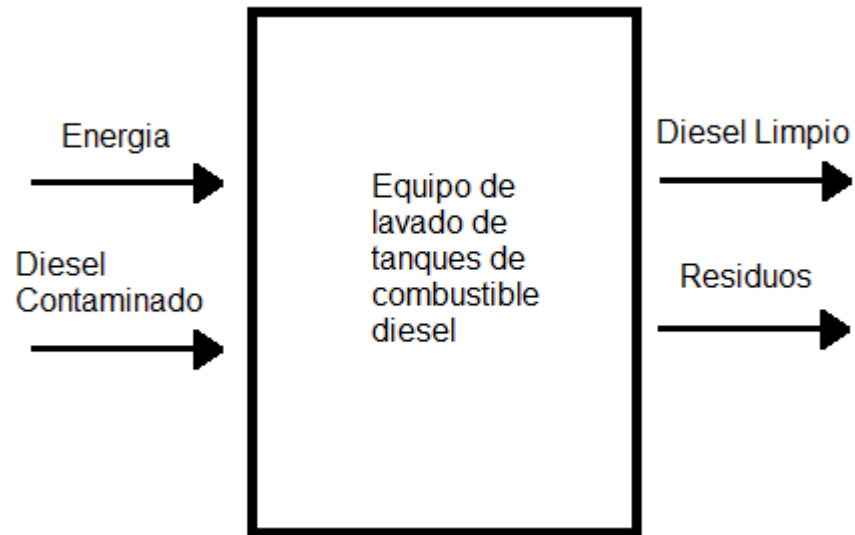 Energia
Diesel
Contaminado
Equipo de
lavado de
tanques de
combustible
diesel
Diesel Limpio
Residuos